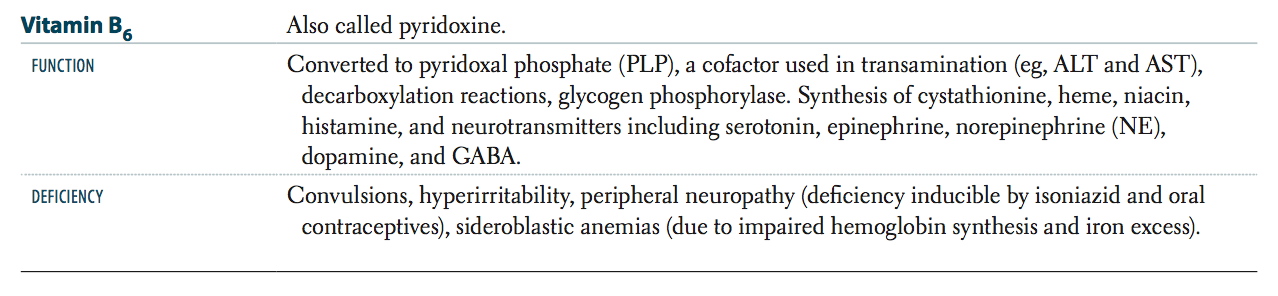 Vitamin B6 Also called pyridoxine.
FUNCTION Converted to pyridoxal phosphate (PLP), a cofactor used in transamination (eg, ALT and AST),
decarboxylation reactions, glycogen phosphorylase. Synthesis of cystathionine, heme, niacin,
histamine, and neurotransmitters including serotonin, epinephrine, norepinephrine (NE),
dopamine, and GABA.
DEFICIENCY Convulsions, hyperirritability, peripheral neuropathy (deficiency inducible by isoniazid and oral
contraceptives), sideroblastic anemias (due to impaired hemoglobin synthesis and iron excess).